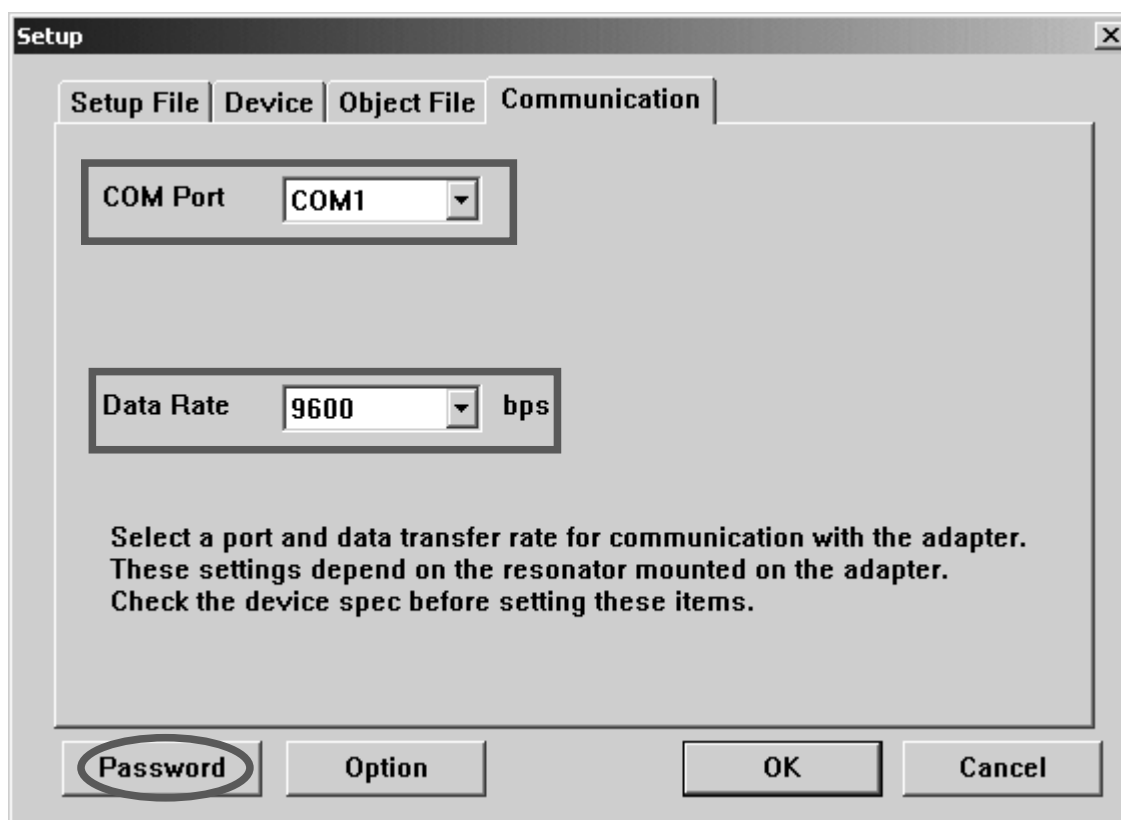 Setup
Setup File Device Object File Communication
COM Port COM1
Data Rate 9600 bps
Select a port and data transfer rate for communication with the adapter.
These settings depend on the resonator mounted on the adapter.
Check the device spec before setting these items.
Password Option OK Cancel